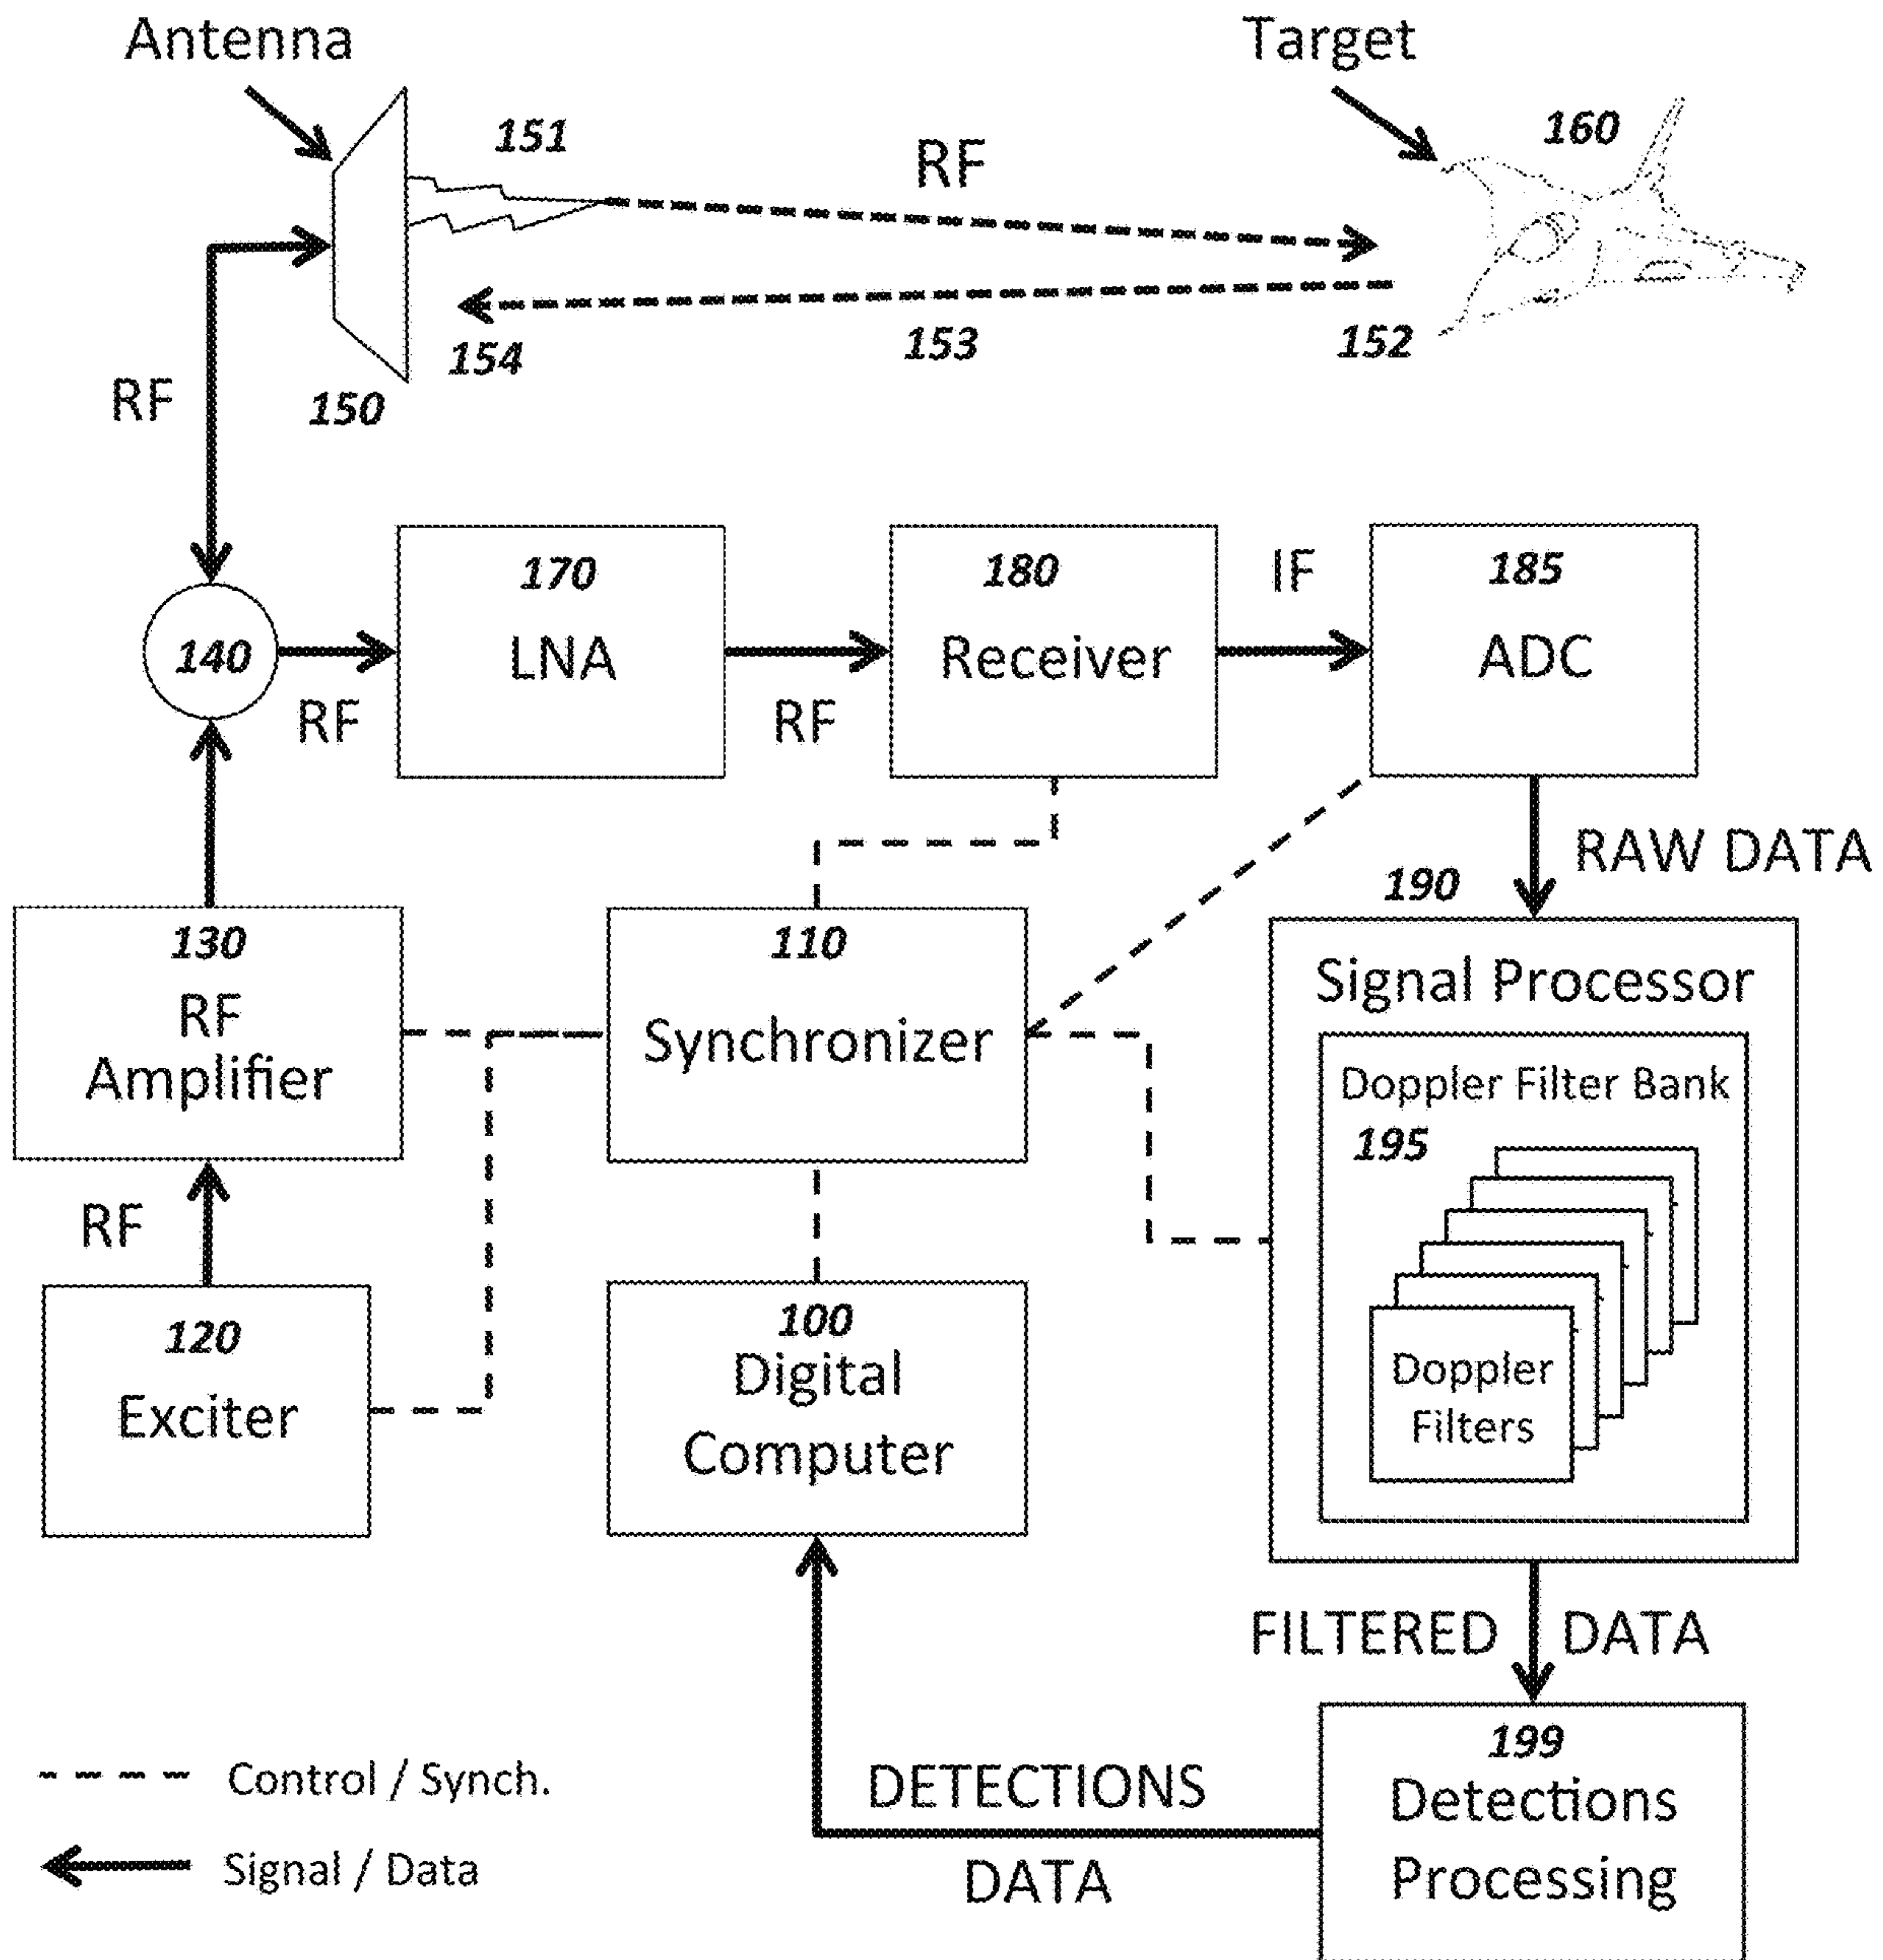 Antenna
Target
151
RF
160
154
153
152
RF
150
170
LNA
180
Receiver
IF
185
ADC
140
RF
RF
RAW DATA
190
130
RF
Amplifier
110
Synchronizer
Signal Processor
Doppler Filter Bank
195
Doppler
Filters
RF
120
Exciter
100
Digital
Computer
FILTERED DATA
199
Detections
Processing
DETECTIONS
DATA
Control / Synch.
Signal / Data